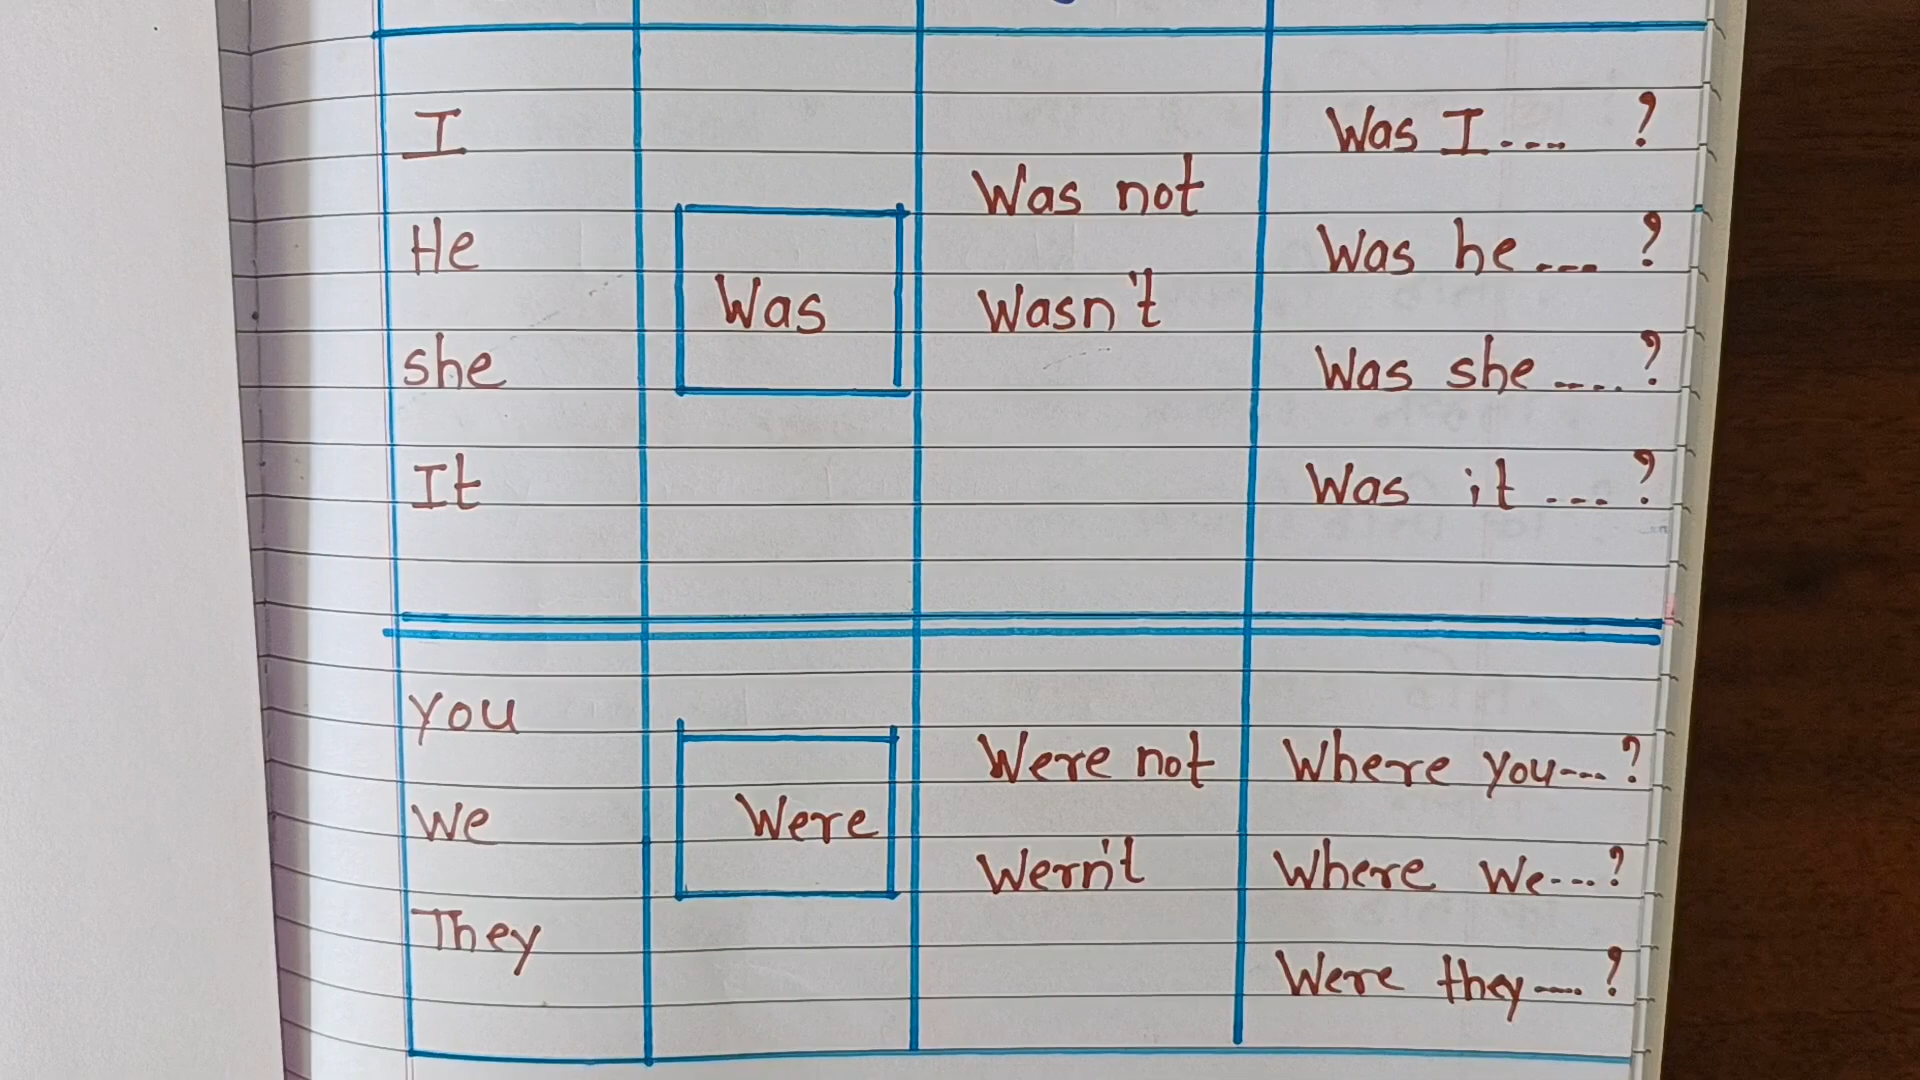 I
He
she
It
Was
Was not
Wasn't
Was I.... ?
Was he.... ?
Was she.....?
Was it ....?
you
We
They
Were
Were not
Wern't
Where you....?
Where We....?
Were they.....?